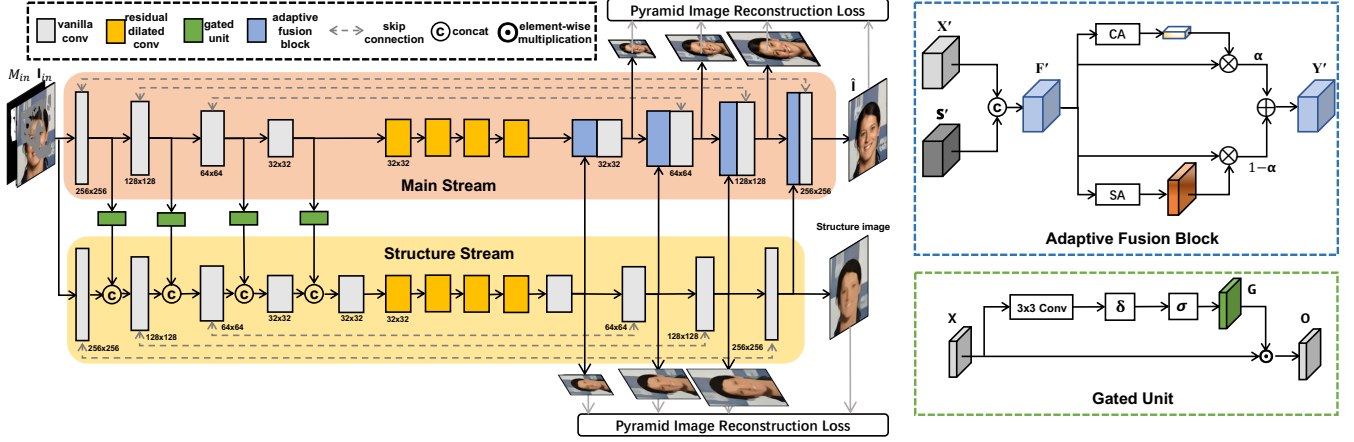 Pyramid Image Reconstruction Loss
vanilla
conv
residual
dilated conv
gated
unit
adaptive
fusion
block
skip
connection
C
concat
element-wise
multiplication
M_in I_in
Î
256x256
128x128
64x64
32x32
32x32
32x32
64x64
128x128
256x256
Main Stream
Structure Stream
Structure image
C
C
C
C
256x256
128x128
64x64
32x32
32x32
32x32
64x64
128x128
256x256
Pyramid Image Reconstruction Loss
X'
S'
C
F'
CA
SA
α
1−α
Y'
Adaptive Fusion Block
X
3x3 Conv
δ
σ
G
O
Gated Unit